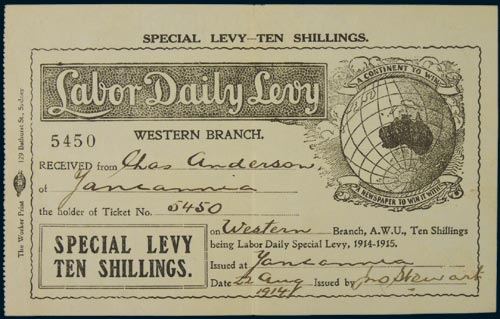 SPECIAL LEVY—TEN SHILLINGS.
Labor Daily Levy
A CONTINENT TO WIN
A NEWSPAPER TO WIN IT WITH
5450
WESTERN BRANCH.
RECEIVED from Chas Anderson
of Yancannia
the holder of Ticket No. 5450
on Western Branch, A.W.U., Ten Shillings
being Labor Daily Special Levy, 1914-1915.
SPECIAL LEVY
TEN SHILLINGS.
Issued at Yancannia
Date 22 Aug 1914 Issued by Jno Stewart
The Worker Print 129 Bathurst St., Sydney